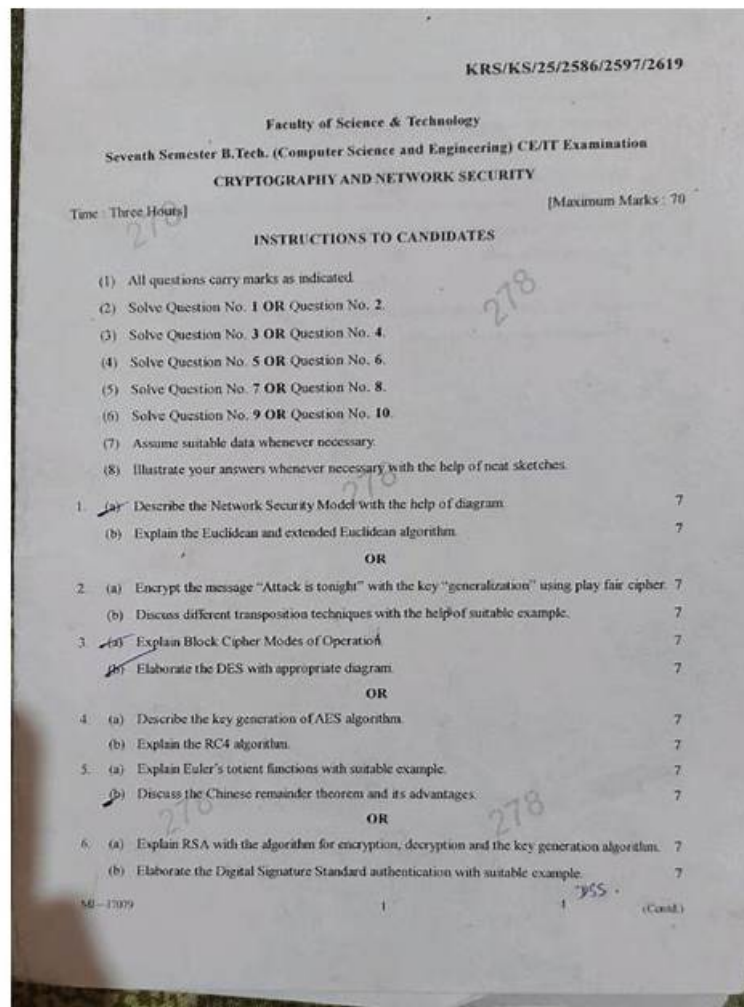 KRS/KS/25/2586/2597/2619
Faculty of Science & Technology
Seventh Semester B.Tech. (Computer Science and Engineering) CE/IT Examination
CRYPTOGRAPHY AND NETWORK SECURITY
Time : Three Hours] [Maximum Marks : 70
278
INSTRUCTIONS TO CANDIDATES
(1) All questions carry marks as indicated.
(2) Solve Question No. 1 OR Question No. 2.
278
(3) Solve Question No. 3 OR Question No. 4.
(4) Solve Question No. 5 OR Question No. 6.
(5) Solve Question No. 7 OR Question No. 8.
(6) Solve Question No. 9 OR Question No. 10.
(7) Assume suitable data whenever necessary.
(8) Illustrate your answers whenever necessary with the help of neat sketches.
278
1. (a) Describe the Network Security Model with the help of diagram. 7
(b) Explain the Euclidean and extended Euclidean algorithm. 7
OR
2. (a) Encrypt the message "Attack is tonight" with the key "generalization" using play fair cipher. 7
(b) Discuss different transposition techniques with the help of suitable example. 7
3. (a) Explain Block Cipher Modes of Operation. 7
(b) Elaborate the DES with appropriate diagram. 7
OR
4. (a) Describe the key generation of AES algorithm. 7
(b) Explain the RC4 algorithm. 7
5. (a) Explain Euler's totient functions with suitable example. 7
(b) Discuss the Chinese remainder theorem and its advantages. 7
278 278
OR
6. (a) Explain RSA with the algorithm for encryption, decryption and the key generation algorithm. 7
(b) Elaborate the Digital Signature Standard authentication with suitable example. 7
DSS.
MJ—17079 1 1 (Contd.)